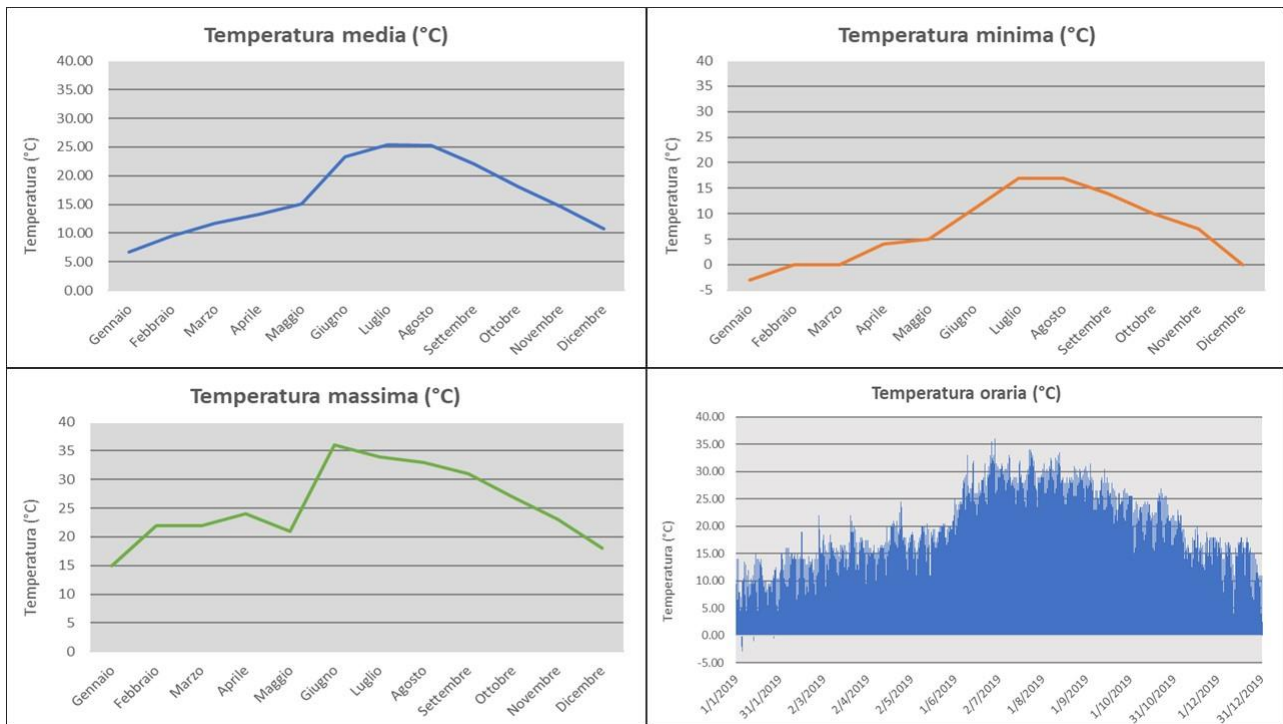 Temperatura media (°C)
40.00
35.00
30.00
25.00
20.00
15.00
10.00
5.00
0.00
Temperatura (°C)
Gennaio
Febbraio
Marzo
Aprile
Maggio
Giugno
Luglio
Agosto
Settembre
Ottobre
Novembre
Dicembre
Temperatura minima (°C)
40
35
30
25
20
15
10
5
0
-5
Temperatura (°C)
Gennaio
Febbraio
Marzo
Aprile
Maggio
Giugno
Luglio
Agosto
Settembre
Ottobre
Novembre
Dicembre
Temperatura massima (°C)
40
35
30
25
20
15
10
5
0
Temperatura (°C)
Gennaio
Febbraio
Marzo
Aprile
Maggio
Giugno
Luglio
Agosto
Settembre
Ottobre
Novembre
Dicembre
Temperatura oraria (°C)
40.00
35.00
30.00
25.00
20.00
15.00
10.00
5.00
0.00
-5.00
Temperatura (°C)
1/1/2019
31/1/2019
2/3/2019
2/4/2019
2/5/2019
1/6/2019
2/7/2019
1/8/2019
1/9/2019
1/10/2019
31/10/2019
1/12/2019
31/12/2019